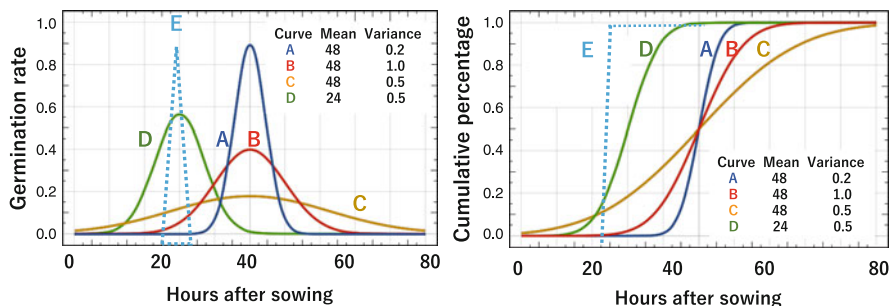 E
Curve Mean Variance
A 48 0.2
B 48 1.0
C 48 0.5
D 24 0.5
D
A
B
C
1.0
0.8
0.6
0.4
0.2
0.0
Germination rate
0 20 40 60 80
Hours after sowing
1.0
0.8
0.6
0.4
0.2
0.0
Cumulative percentage
E
D
A
B
C
Curve Mean Variance
A 48 0.2
B 48 1.0
C 48 0.5
D 24 0.5
0 20 40 60 80
Hours after sowing